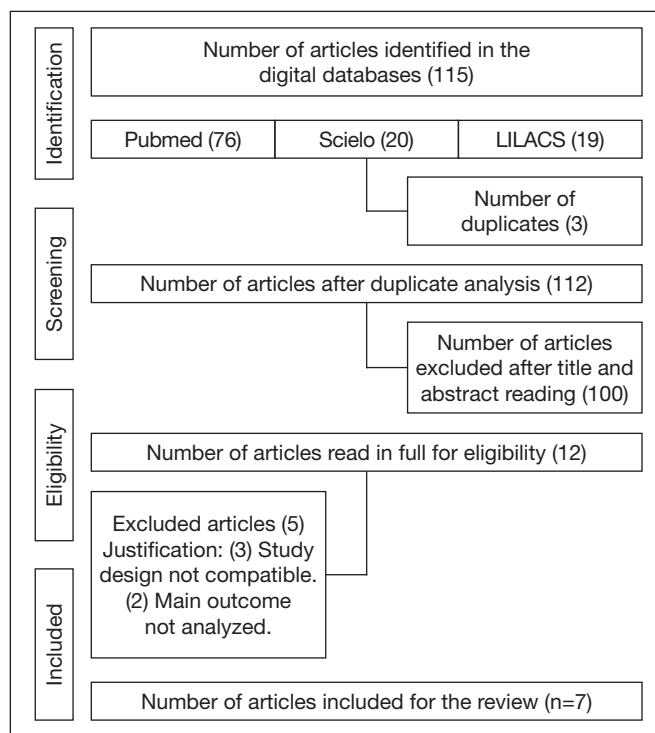 Identification
Number of articles identified in the
digital databases (115)
Pubmed (76)
Scielo (20)
LILACS (19)
Number of
duplicates (3)
Screening
Number of articles after duplicate analysis (112)
Number of articles
excluded after title and
abstract reading (100)
Eligibility
Number of articles read in full for eligibility (12)
Excluded articles (5)
Justification: (3) Study
design not compatible.
(2) Main outcome
not analyzed.
Included
Number of articles included for the review (n=7)